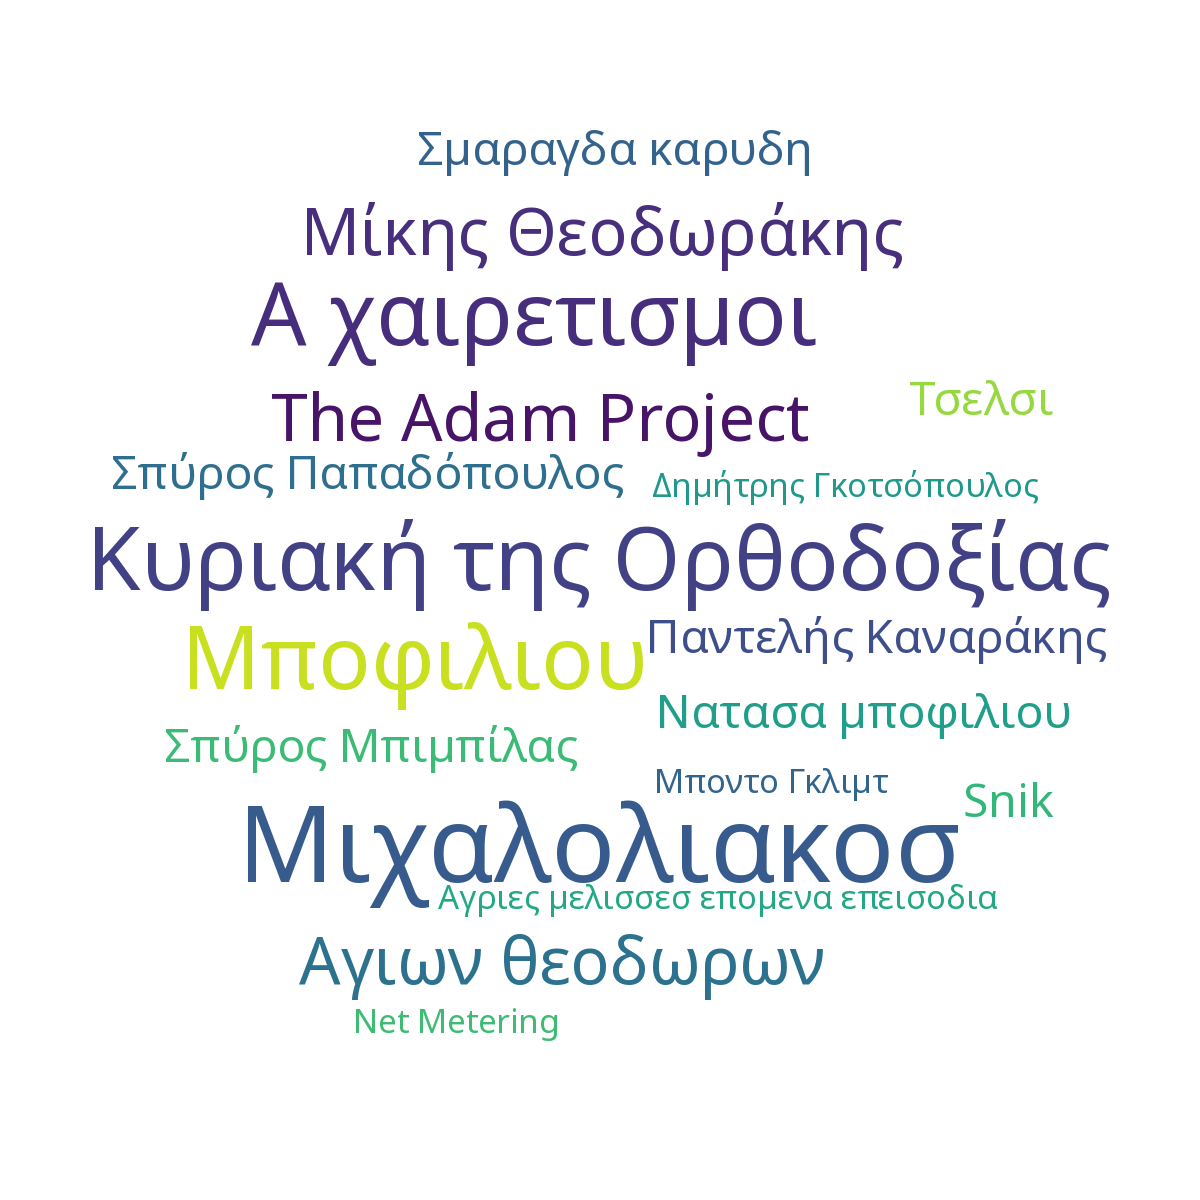 Σμαραγδα καρυδη
Μίκης Θεοδωράκης
Α χαιρετισμοι
The Adam Project
Τσελσι
Σπύρος Παπαδόπουλος
Δημήτρης Γκοτσόπουλος
Κυριακή της Ορθοδοξίας
Μποφιλιου
Παντελής Καναράκης
Νατασα μποφιλιου
Σπύρος Μπιμπίλας
Μποντο Γκλιμτ
Snik
Μιχαλολιακοσ
Αγριες μελισσεσ επομενα επεισοδια
Αγιων θεοδωρων
Net Metering